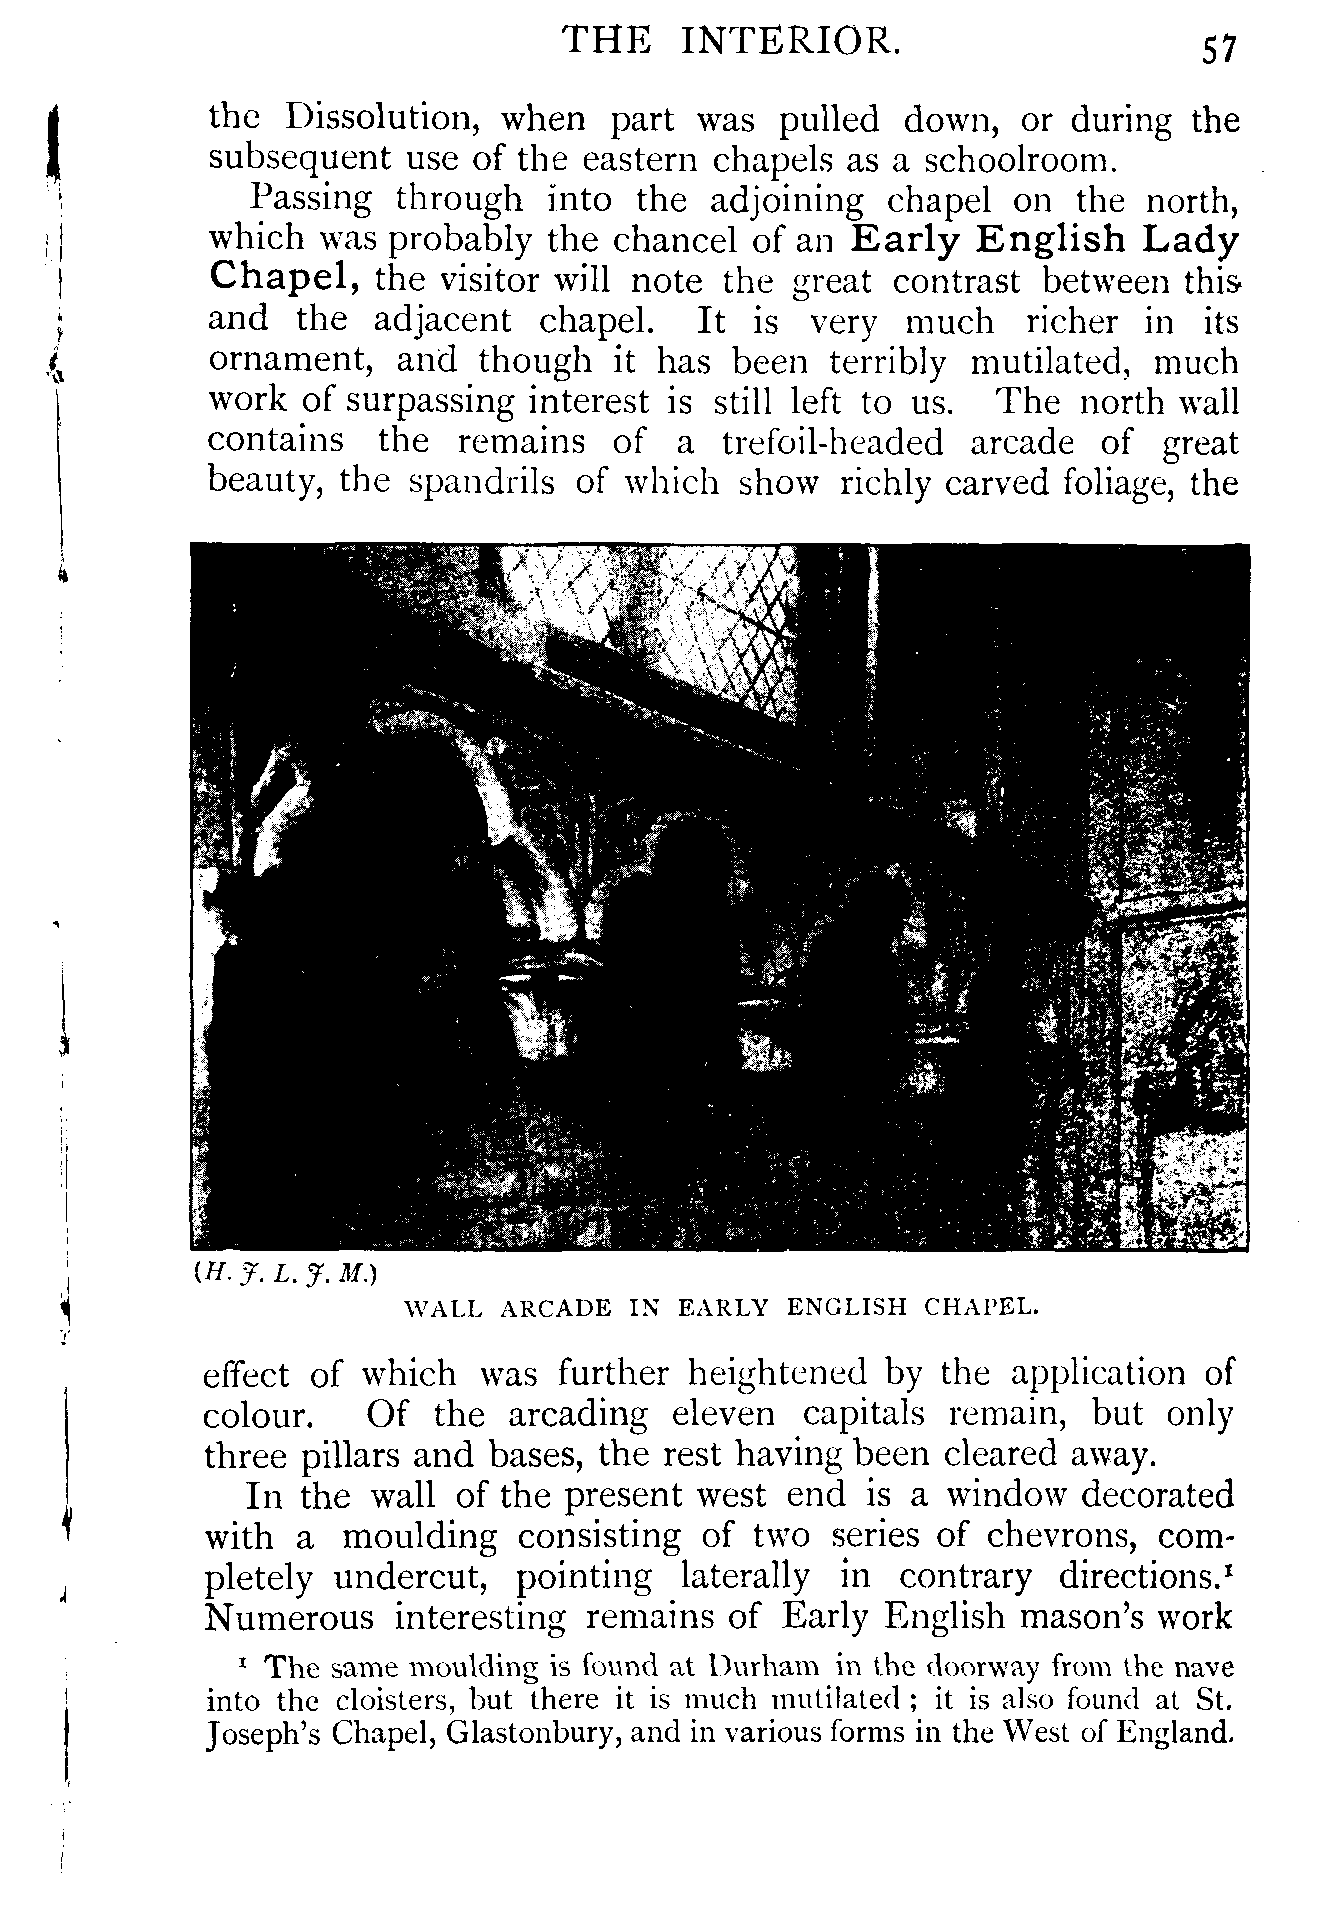 THE INTERIOR. 57
the Dissolution, when part was pulled down, or during the
subsequent use of the eastern chapels as a schoolroom.
Passing through into the adjoining chapel on the north,
which was probably the chancel of an Early English Lady
Chapel, the visitor will note the great contrast between this
and the adjacent chapel. It is very much richer in its
ornament, and though it has been terribly mutilated, much
work of surpassing interest is still left to us. The north wall
contains the remains of a trefoil-headed arcade of great
beauty, the spandrils of which show richly carved foliage, the
(H. J. L. J. M.)
WALL ARCADE IN EARLY ENGLISH CHAPEL.
effect of which was further heightened by the application of
colour. Of the arcading eleven capitals remain, but only
three pillars and bases, the rest having been cleared away.
In the wall of the present west end is a window decorated
with a moulding consisting of two series of chevrons, com-
pletely undercut, pointing laterally in contrary directions.¹
Numerous interesting remains of Early English mason's work
¹ The same moulding is found at Durham in the doorway from the nave
into the cloisters, but there it is much mutilated; it is also found at St.
Joseph's Chapel, Glastonbury, and in various forms in the West of England.